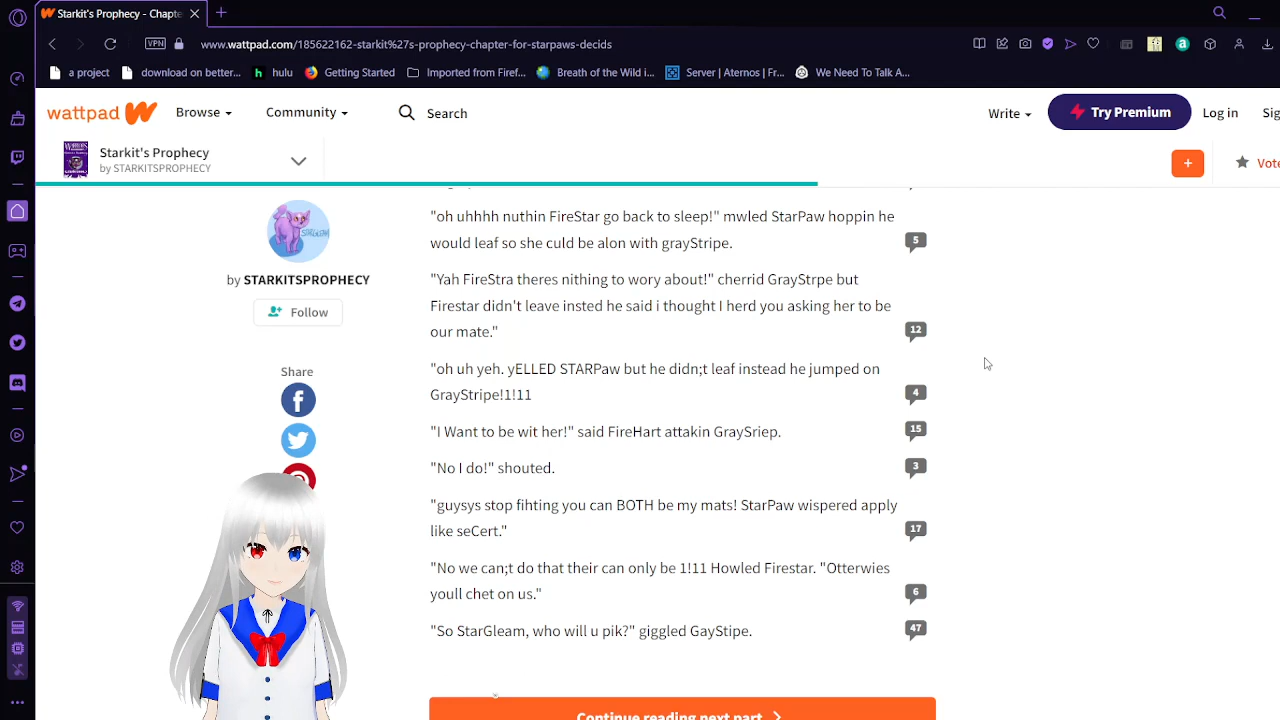 Starkit's Prophecy - Chapte
VPN
www.wattpad.com/185622162-starkit%27s-prophecy-chapter-for-starpaws-decids
a project
download on better...
hulu
Getting Started
Imported from Firef...
Breath of the Wild i...
Server | Aternos | Fr...
We Need To Talk A...
wattpad
Browse
Community
Search
Write
Try Premium
Log in
Sig
Starkit's Prophecy
by STARKITSPROPHECY
+
Vote
by STARKITSPROPHECY
Follow
Share
"oh uhhhh nuthin FireStar go back to sleep!" mwled StarPaw hoppin he
would leaf so she culd be alon with grayStripe.
5
"Yah FireStra theres nithing to wory about!" cherrid GrayStrpe but
Firestar didn't leave insted he said i thought I herd you asking her to be
our mate."
12
"oh uh yeh. yELLED STARPaw but he didn;t leaf instead he jumped on
GrayStripe!1!11
4
"I Want to be wit her!" said FireHart attakin GraySriep.
15
"No I do!" shouted.
3
"guysys stop fihting you can BOTH be my mats! StarPaw wispered apply
like seCert."
17
"No we can;t do that their can only be 1!11 Howled Firestar. "Otterwies
youll chet on us."
6
"So StarGleam, who will u pik?" giggled GayStipe.
47
Continue reading next part